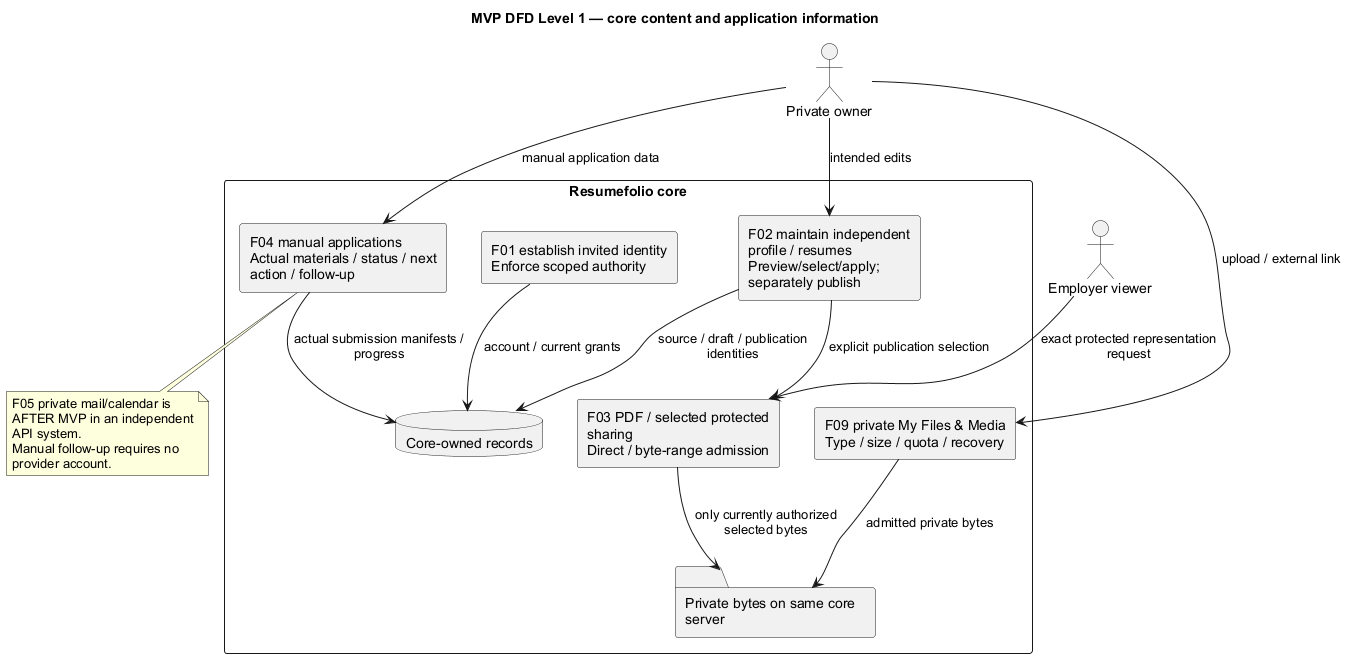 MVP DFD Level 1 — core content and application information
Private owner
manual application data
intended edits
Resumefolio core
F04 manual applications
Actual materials / status / next
action / follow-up
F01 establish invited identity
Enforce scoped authority
F02 maintain independent
profile / resumes
Preview/select/apply;
separately publish
Employer viewer
upload / external link
actual submission manifests /
progress
account / current grants
source / draft / publication
identities
explicit publication selection
exact protected representation
request
F05 private mail/calendar is
AFTER MVP in an independent
API system.
Manual follow-up requires no
provider account.
Core-owned records
F03 PDF / selected protected
sharing
Direct / byte-range admission
F09 private My Files & Media
Type / size / quota / recovery
only currently authorized
selected bytes
admitted private bytes
Private bytes on same core
server